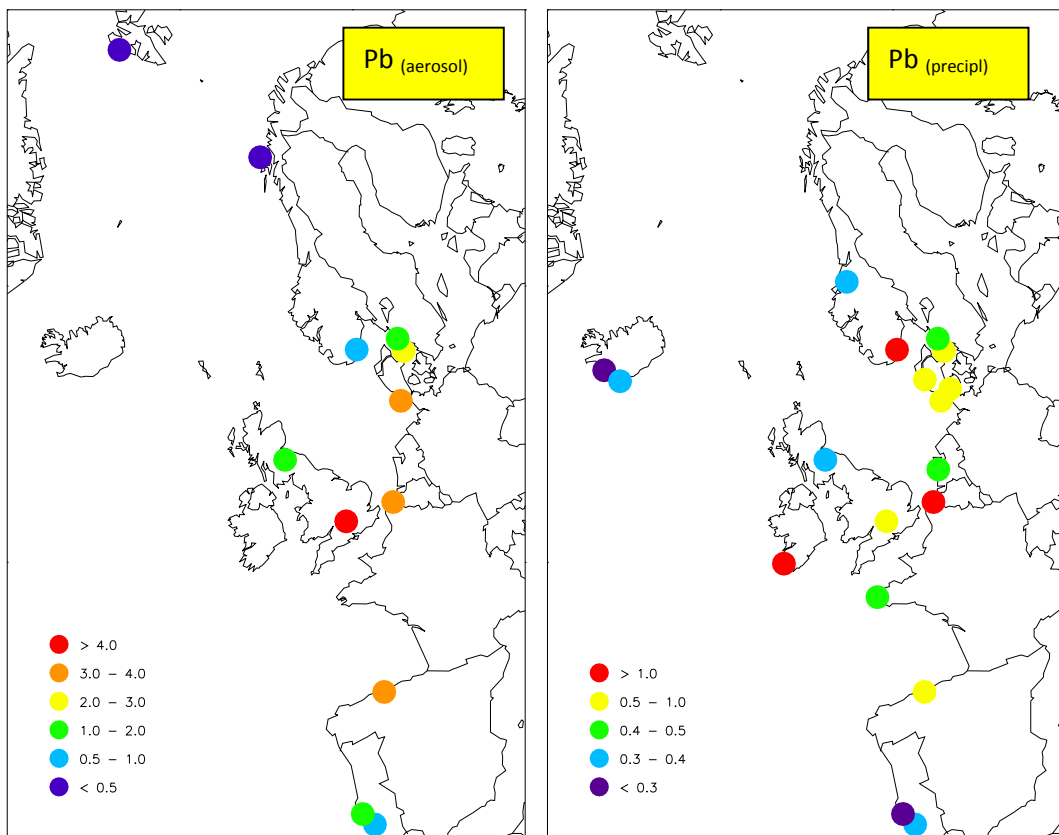 Pb (aerosol)
> 4.0
3.0 – 4.0
2.0 – 3.0
1.0 – 2.0
0.5 – 1.0
< 0.5
Pb (precipl)
> 1.0
0.5 – 1.0
0.4 – 0.5
0.3 – 0.4
< 0.3